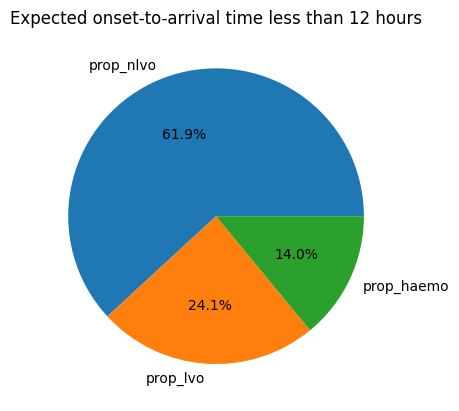 Expected onset-to-arrival time less than 12 hours
prop_nlvo
61.9%
14.0%
prop_haemo
24.1%
prop_lvo